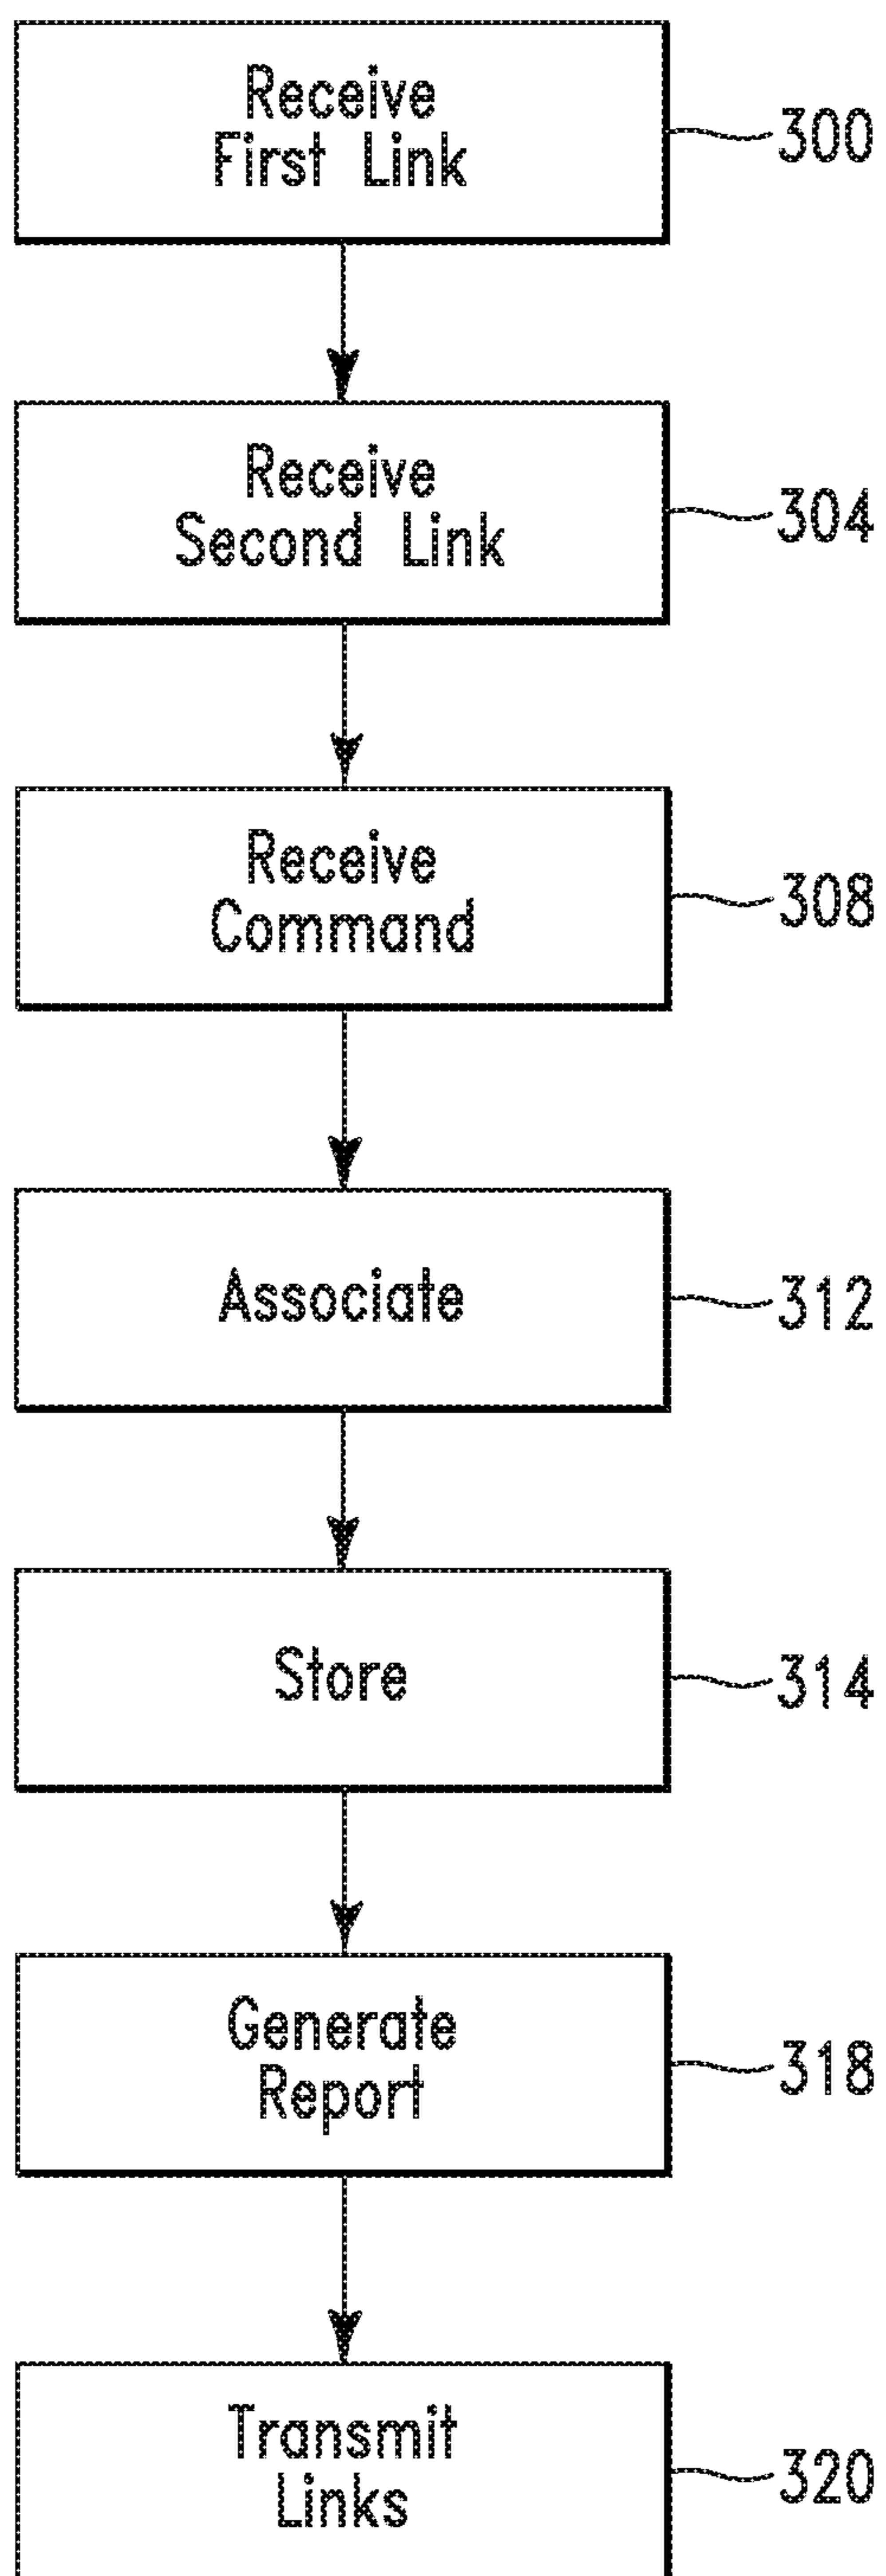 Receive
First Link
300
Receive
Second Link
304
Receive
Command
308
Associate
312
Store
314
Generate
Report
318
Transmit
Links
320